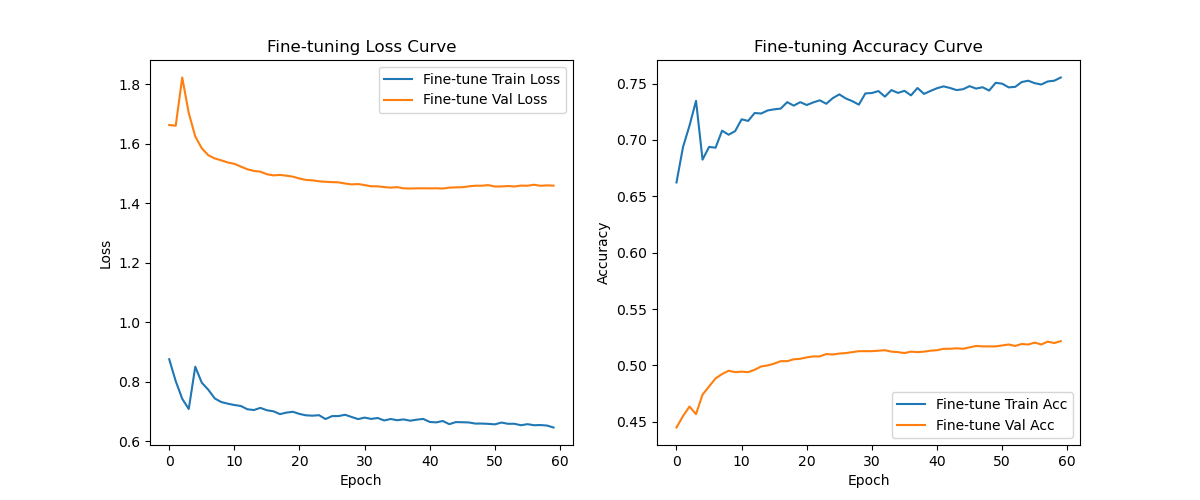 Fine-tuning Loss Curve
1.8
1.6
1.4
1.2
1.0
0.8
0.6
Loss
0 10 20 30 40 50 60
Epoch
Fine-tune Train Loss
Fine-tune Val Loss
Fine-tuning Accuracy Curve
0.75
0.70
0.65
0.60
0.55
0.50
0.45
Accuracy
0 10 20 30 40 50 60
Epoch
Fine-tune Train Acc
Fine-tune Val Acc